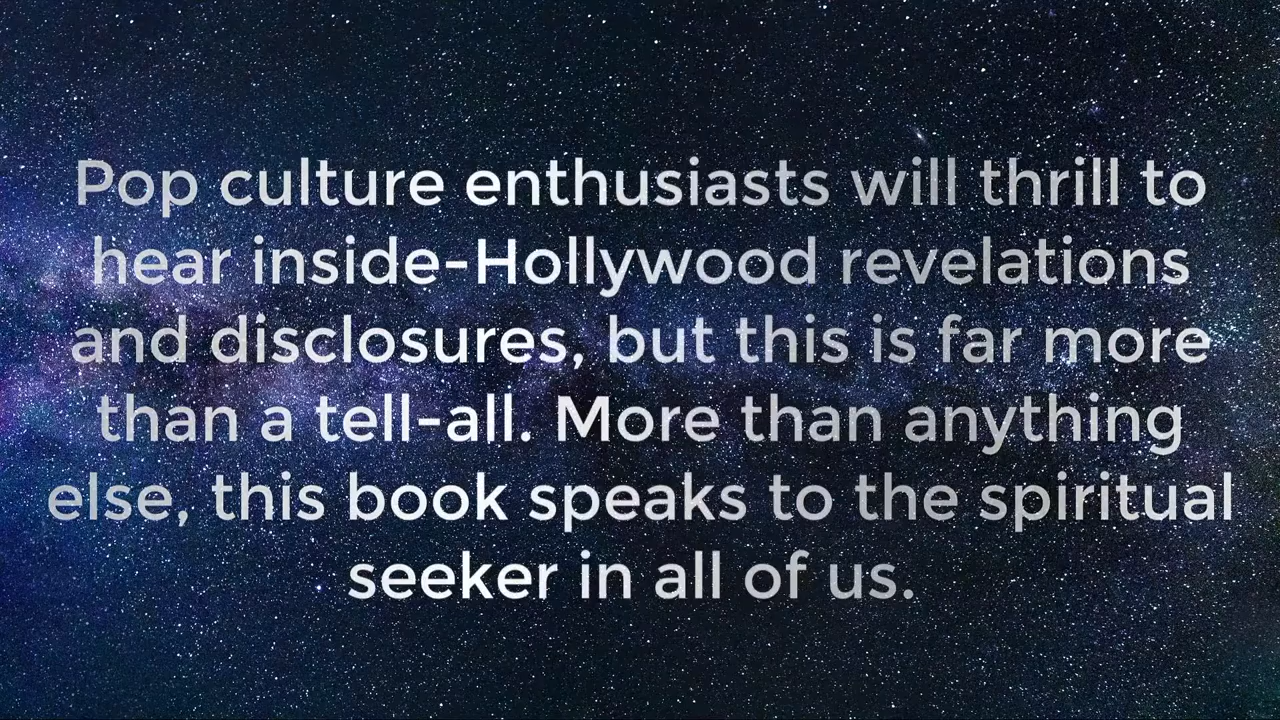 Pop culture enthusiasts will thrill to
hear inside-Hollywood revelations
and disclosures, but this is far more
than a tell-all. More than anything
else, this book speaks to the spiritual
seeker in all of us.